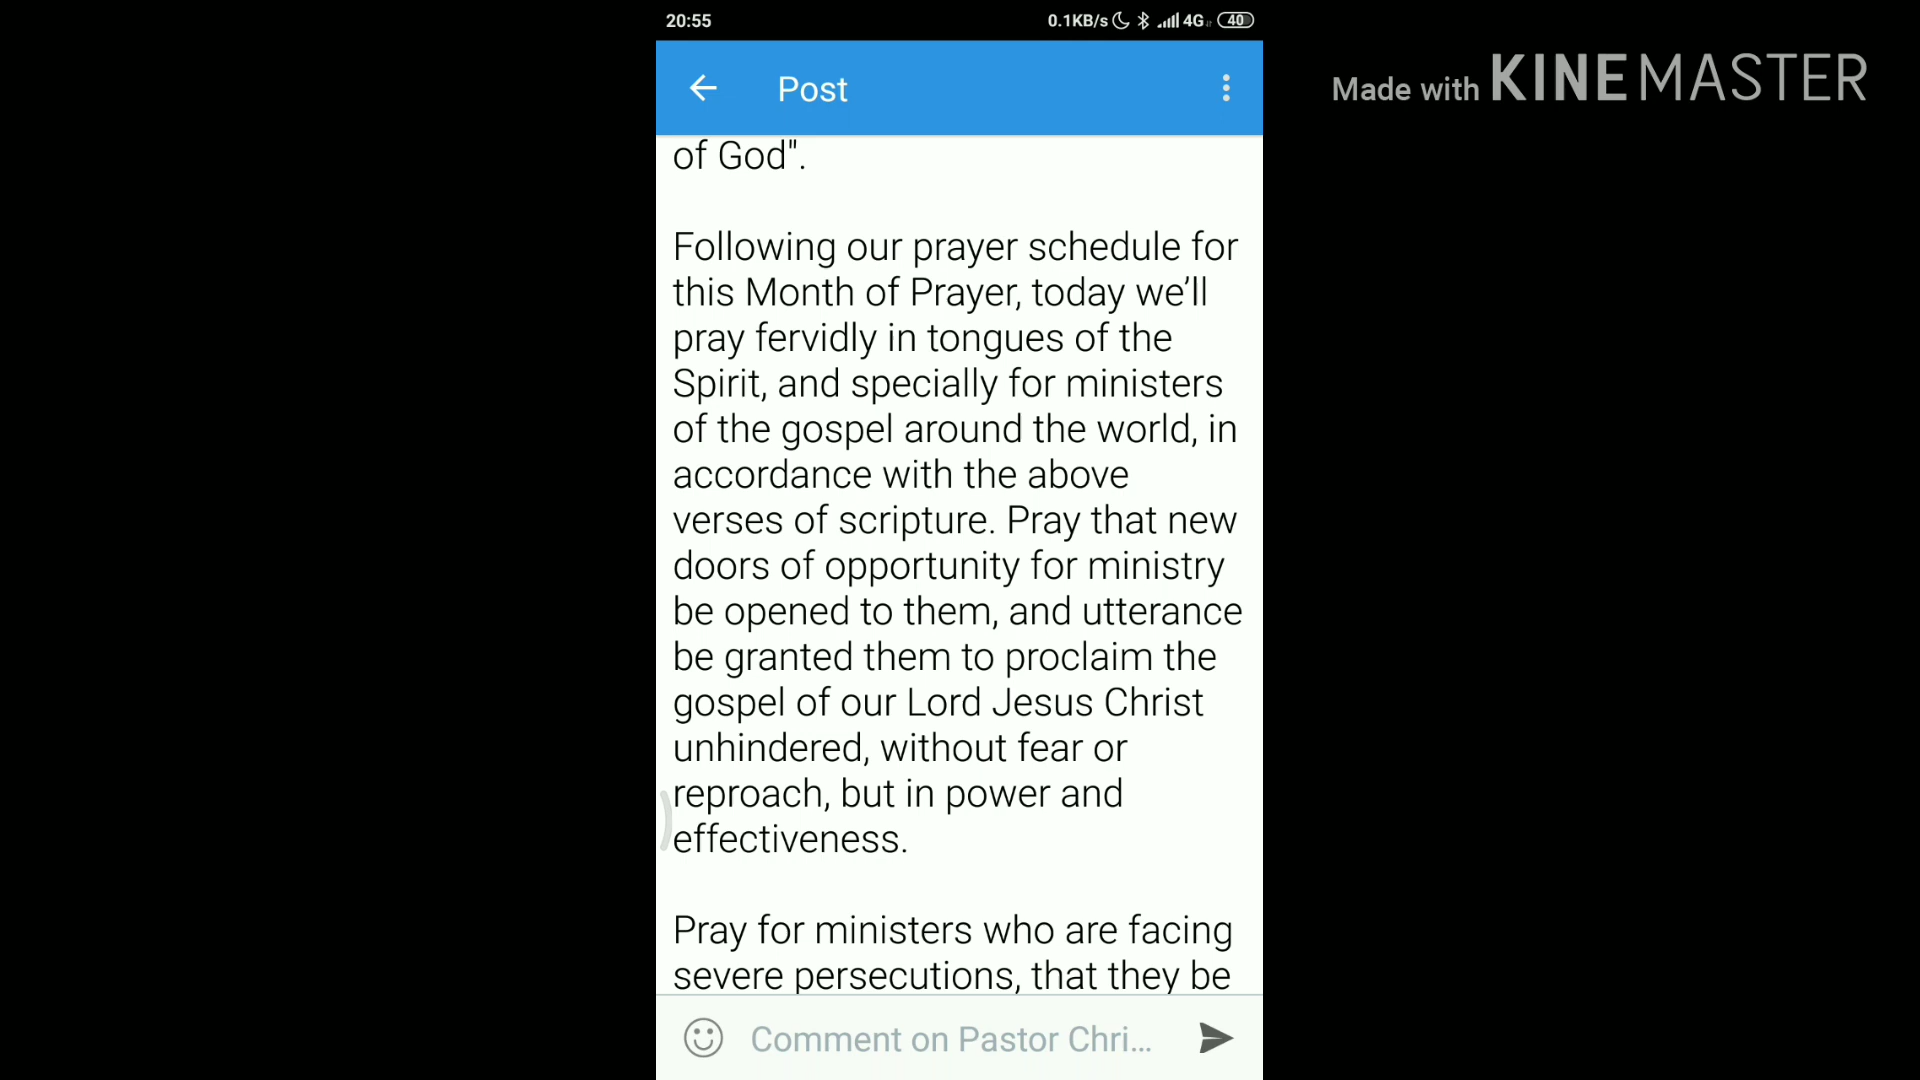 20:55 0.1KB/s 4G 40
Made with KINEMASTER
Post
of God".
Following our prayer schedule for
this Month of Prayer, today we’ll
pray fervidly in tongues of the
Spirit, and specially for ministers
of the gospel around the world, in
accordance with the above
verses of scripture. Pray that new
doors of opportunity for ministry
be opened to them, and utterance
be granted them to proclaim the
gospel of our Lord Jesus Christ
unhindered, without fear or
reproach, but in power and
effectiveness.
Pray for ministers who are facing
severe persecutions, that they be
Comment on Pastor Chri...